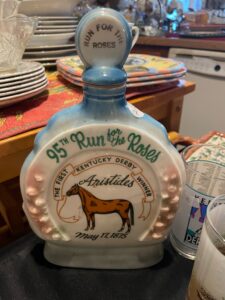 RUN FOR THE
ROSES
95th Run for the Roses
THE FIRST KENTUCKY DERBY WINNER
Aristides
May 17, 1875